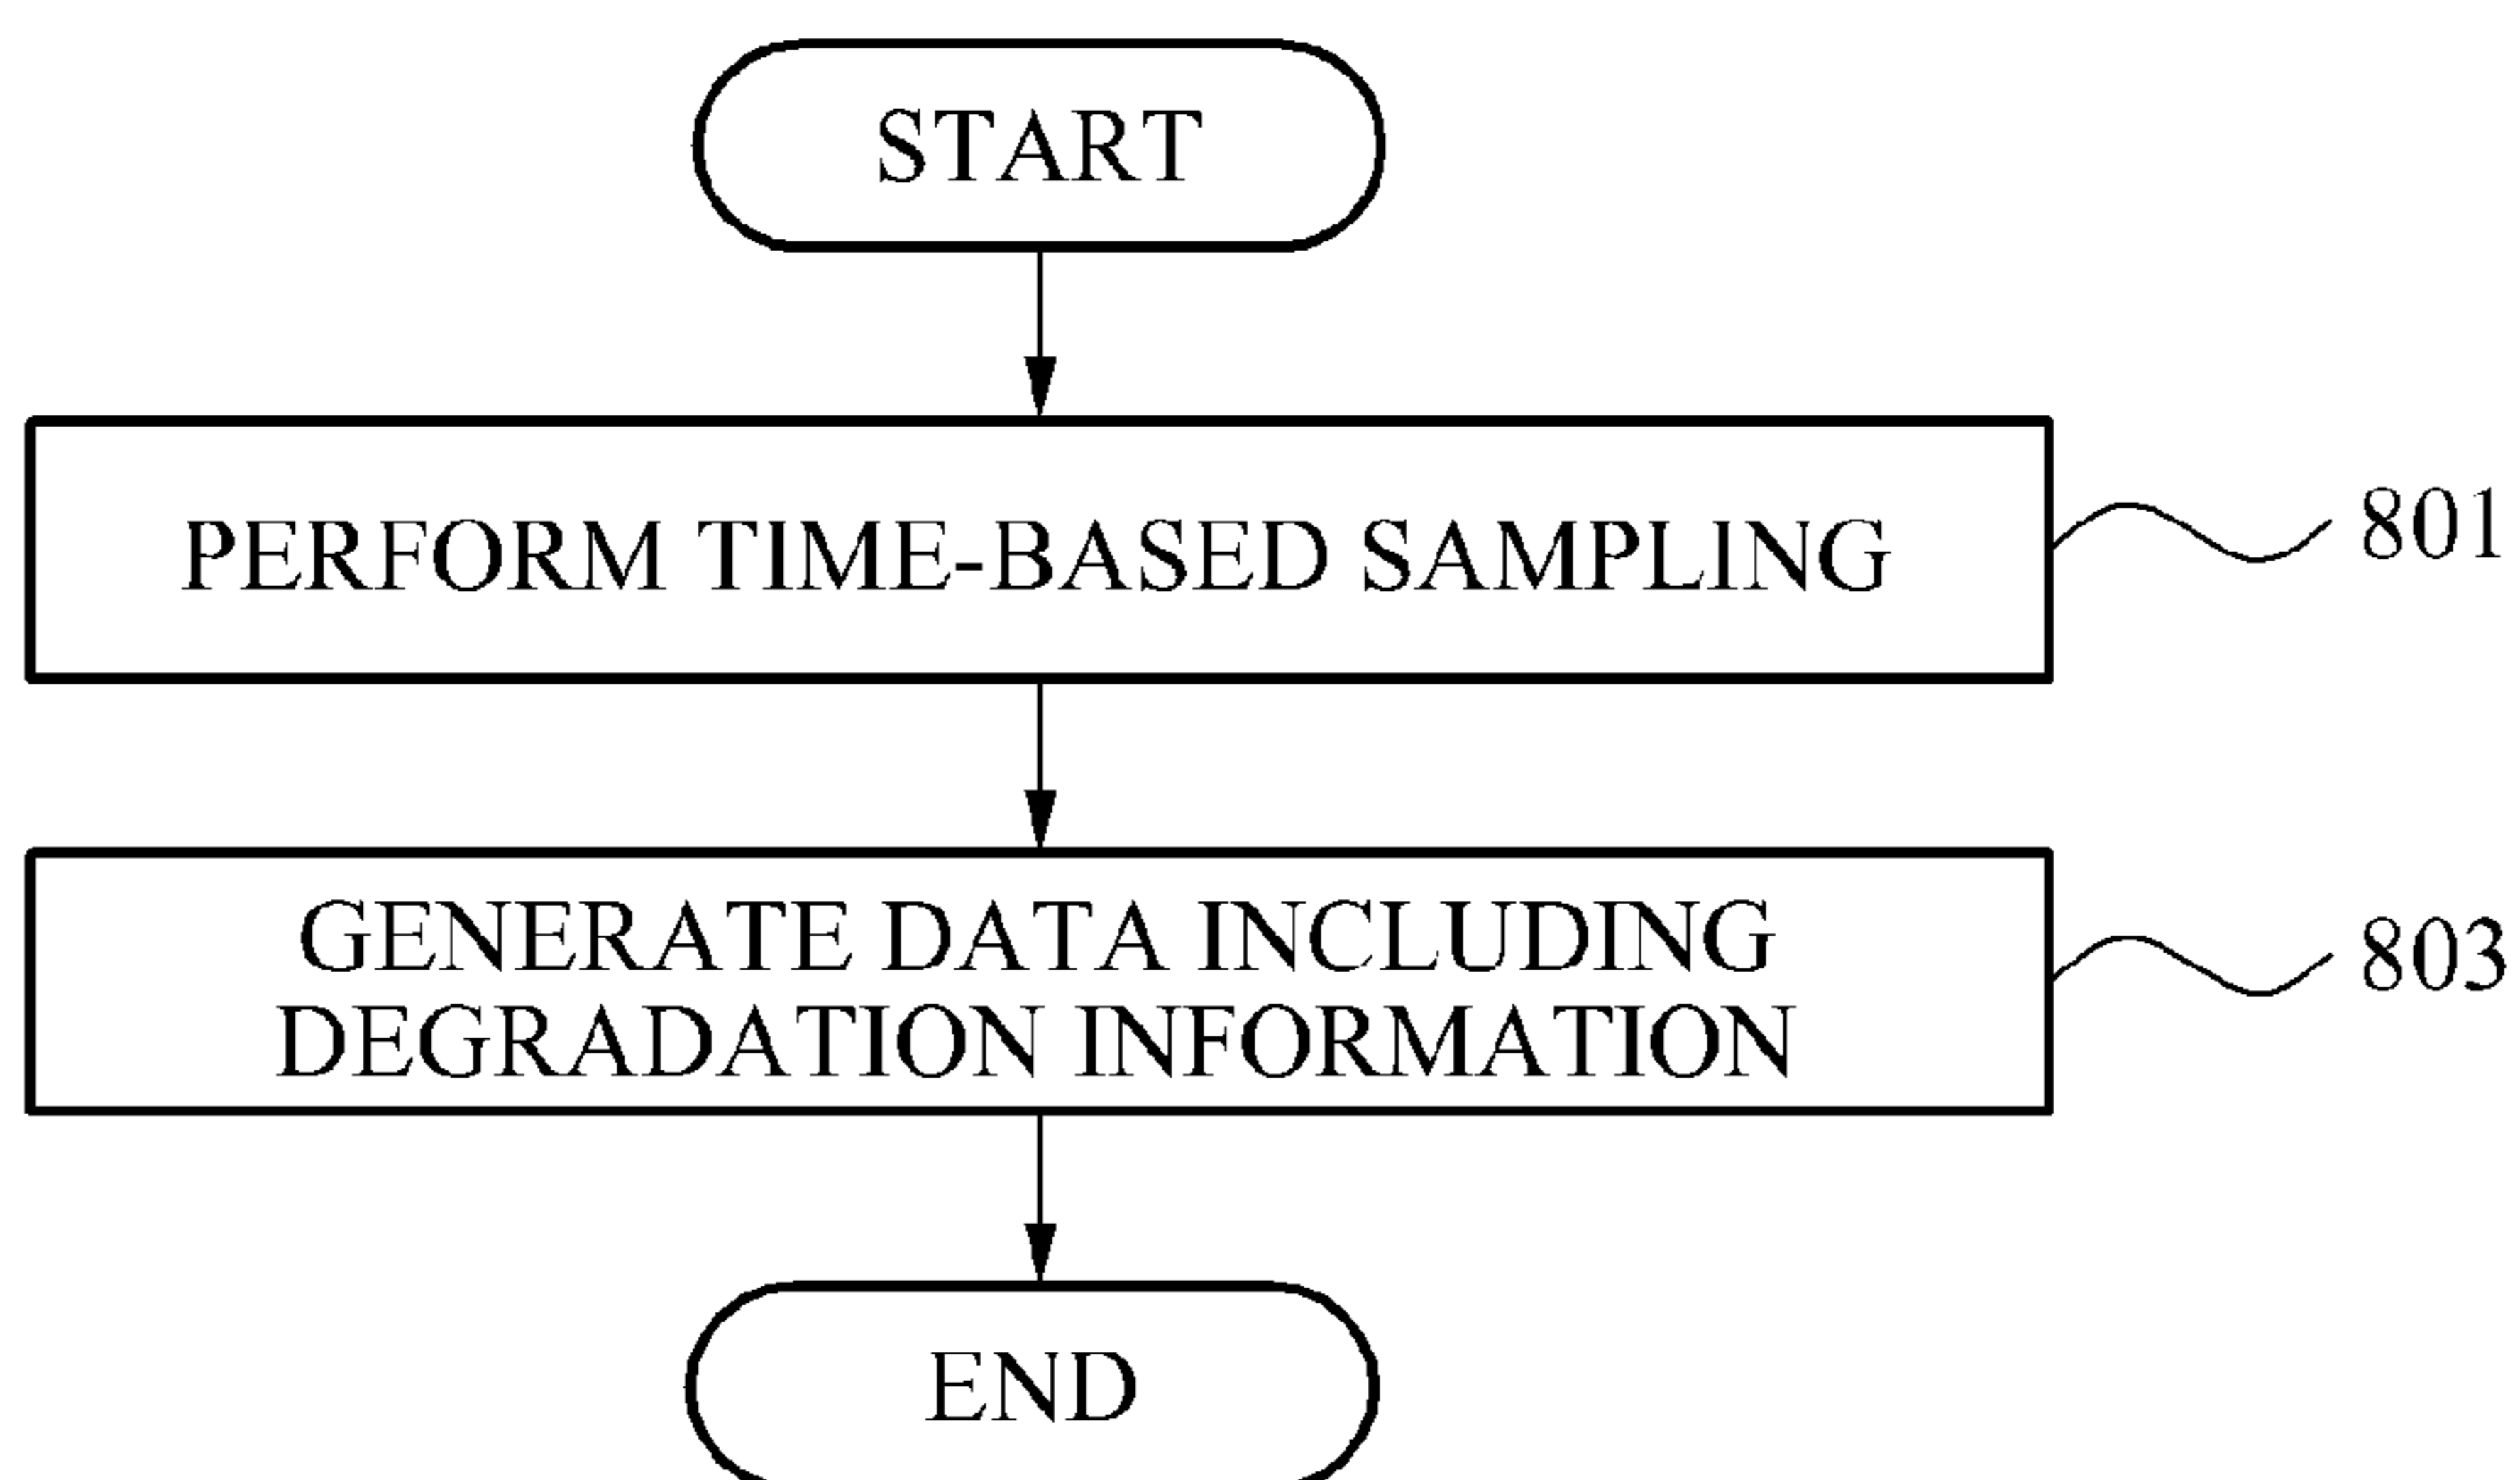 START
PERFORM TIME-BASED SAMPLING
801
GENERATE DATA INCLUDING
DEGRADATION INFORMATION
803
END